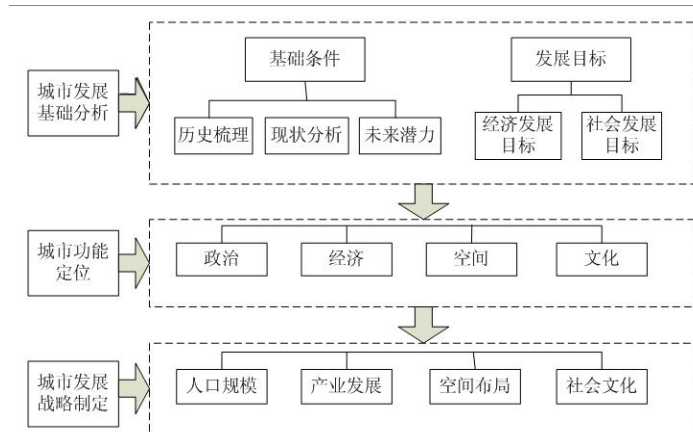 基础条件
发展目标
城市发展
基础分析
历史梳理
现状分析
未来潜力
经济发展
目标
社会发展
目标
城市功能
定位
政治
经济
空间
文化
城市发展
战略制定
人口规模
产业发展
空间布局
社会文化